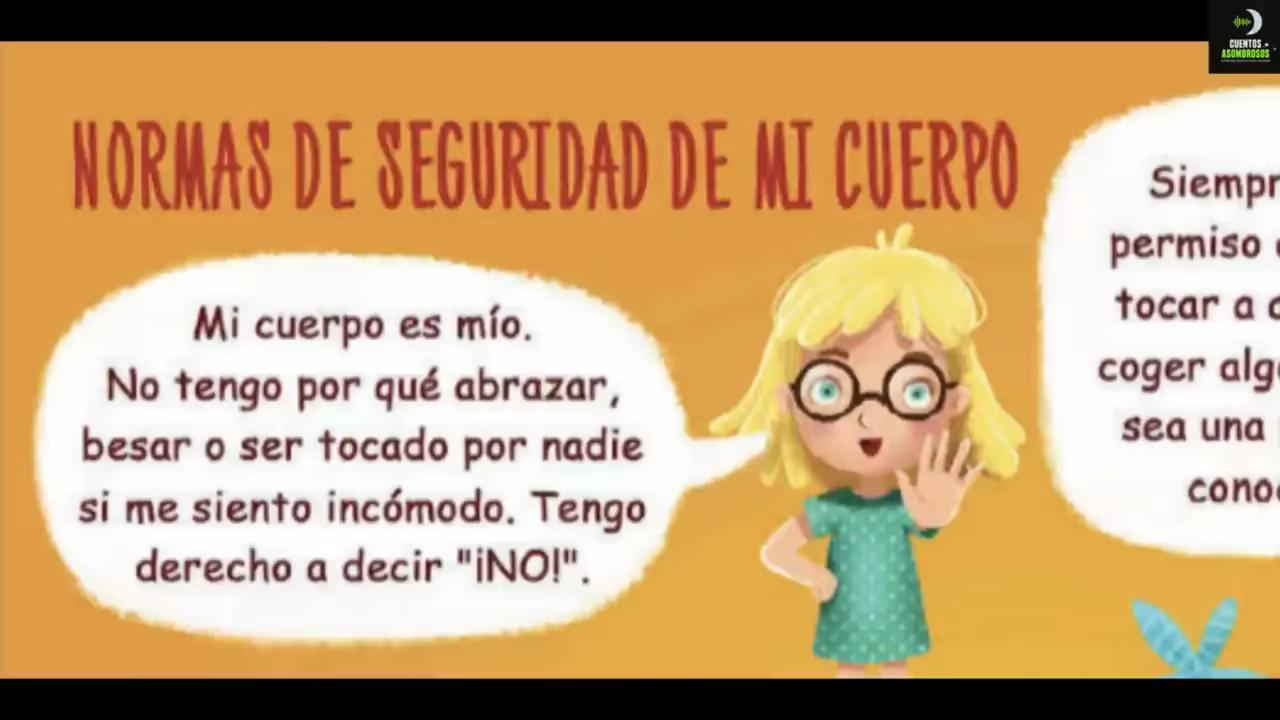 CUENTOS
ASOMBROSOS
NORMAS DE SEGURIDAD DE MI CUERPO
Mi cuerpo es mío.
No tengo por qué abrazar,
besar o ser tocado por nadie
si me siento incómodo. Tengo
derecho a decir "¡NO!".
permiso
tocar a
coger
sea una